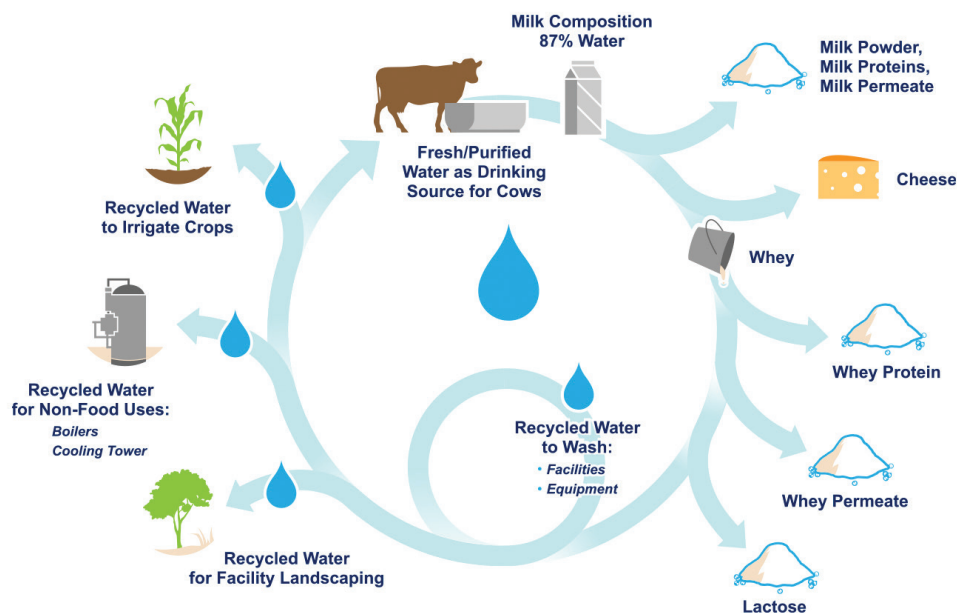 Milk Composition
87% Water
Milk Powder,
Milk Proteins,
Milk Permeate
Fresh/Purified
Water as Drinking
Source for Cows
Cheese
Recycled Water
to Irrigate Crops
Whey
Whey Protein
Recycled Water
for Non-Food Uses:
Boilers
Cooling Tower
Recycled Water
to Wash:
• Facilities
• Equipment
Whey Permeate
Recycled Water
for Facility Landscaping
Lactose